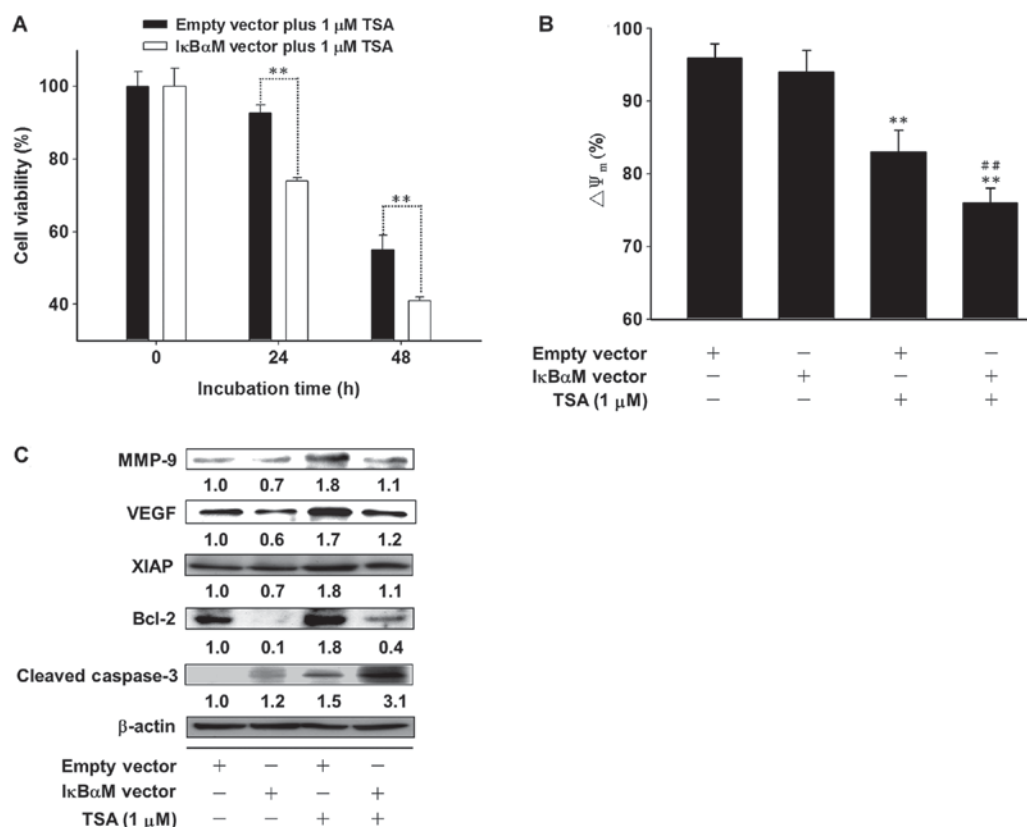 A
Empty vector plus 1 μM TSA
IκBαM vector plus 1 μM TSA
Cell viability (%)
100
80
60
40
**
**
0 24 48
Incubation time (h)
B
△Ψm (%)
100
90
80
70
60
**
##
**
Empty vector + − + −
IκBαM vector − + − +
TSA (1 μM) − − + +
C
MMP-9
1.0 0.7 1.8 1.1
VEGF
1.0 0.6 1.7 1.2
XIAP
1.0 0.7 1.8 1.1
Bcl-2
1.0 0.1 1.8 0.4
Cleaved caspase-3
1.0 1.2 1.5 3.1
β-actin
Empty vector + − + −
IκBαM vector − + − +
TSA (1 μM) − − + +